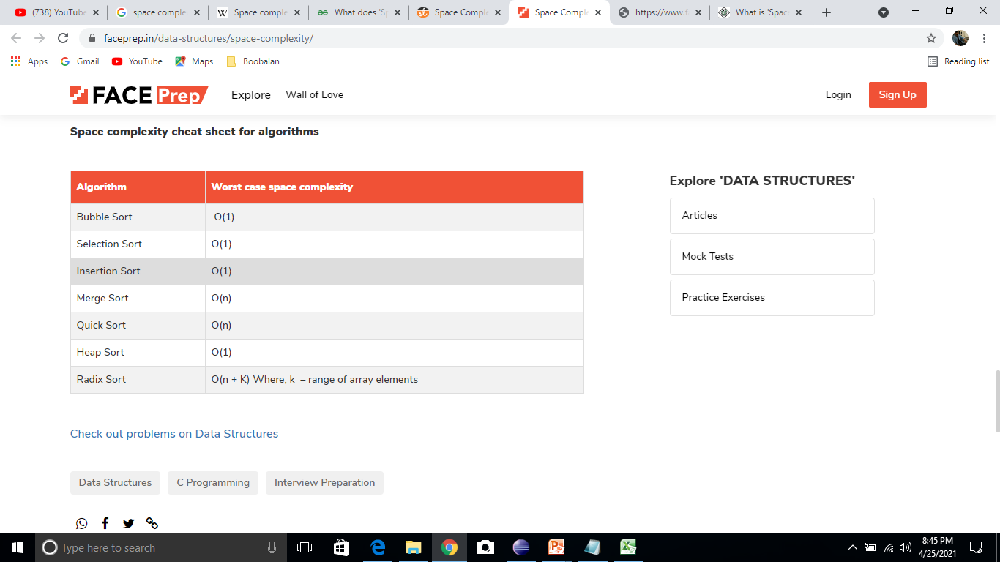 (738) YouTube
space comple
Space comple
What does 'Sp
Space Comple
Space Comple
https://www.f
What is 'Spac
faceprep.in/data-structures/space-complexity/
Apps Gmail YouTube Maps Boobalan Reading list
FACE Prep Explore Wall of Love Login Sign Up
Space complexity cheat sheet for algorithms
Algorithm Worst case space complexity
Bubble Sort O(1)
Selection Sort O(1)
Insertion Sort O(1)
Merge Sort O(n)
Quick Sort O(n)
Heap Sort O(1)
Radix Sort O(n + K) Where, k – range of array elements
Explore 'DATA STRUCTURES'
Articles
Mock Tests
Practice Exercises
Check out problems on Data Structures
Data Structures C Programming Interview Preparation
Type here to search
8:45 PM
4/25/2021